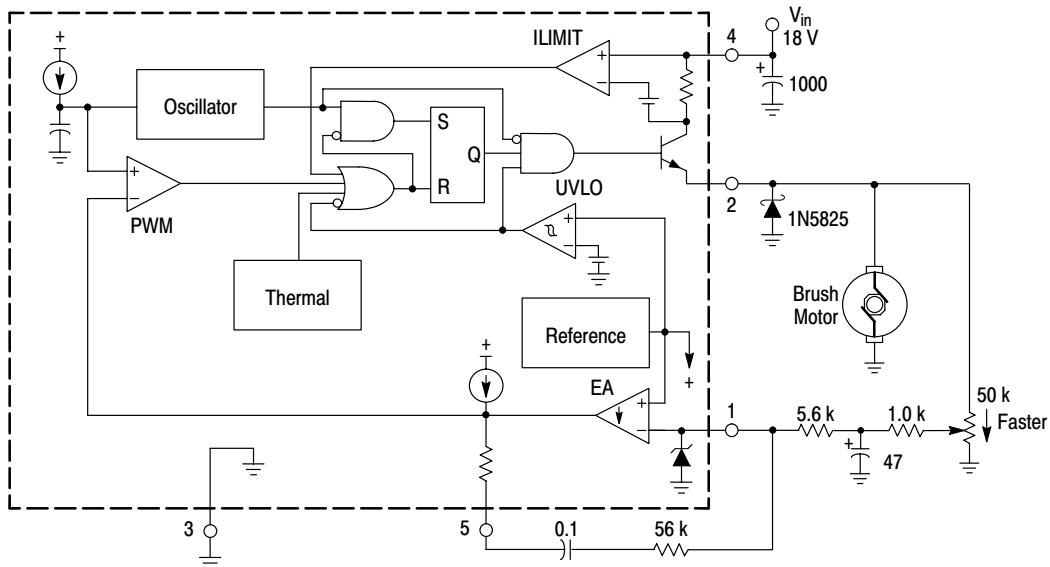 ILIMIT
4
Vin
18 V
+
1000
+
Oscillator
+
−
S
Q
R
2
1N5825
+
−
PWM
UVLO
+
−
Thermal
Brush
Motor
Reference
+
+
EA
+
−
1
5.6 k
1.0 k
50 k
Faster
+
47
3
5
0.1
56 k